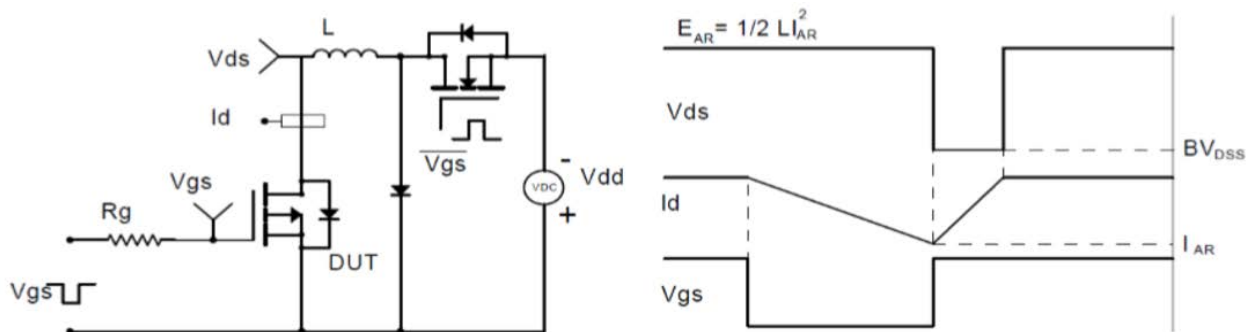 L
Vds
Id
Vgs
Rg
Vgs
DUT
Vgs
VDC
-
Vdd
+
E_AR = 1/2 LI_AR^2
Vds
BV_DSS
Id
I_AR
Vgs